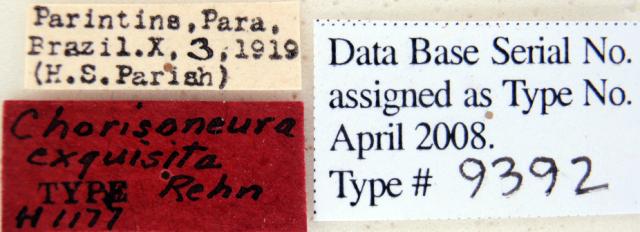 Parintins, Para,
Brazil.X, 3, 1919
(H.S.Parish)
Chorisoneura
exquisita
TYPE Rehn
H 1177
Data Base Serial No.
assigned as Type No.
April 2008.
Type # 9392